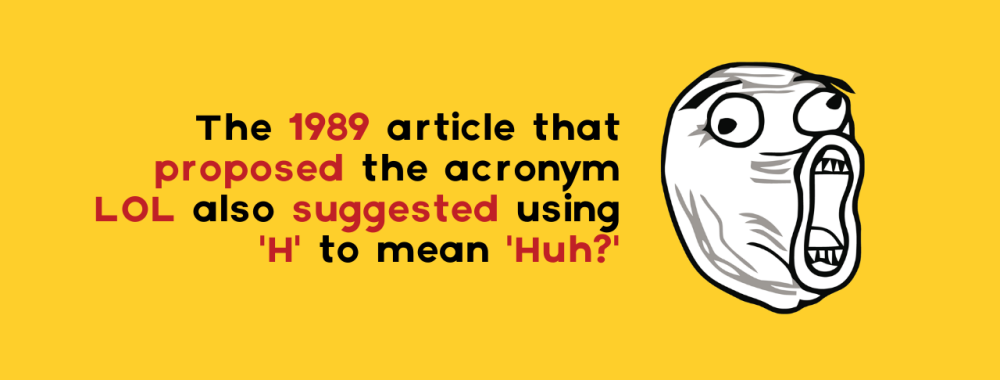 The 1989 article that
proposed the acronym
LOL also suggested using
'H' to mean 'Huh?'